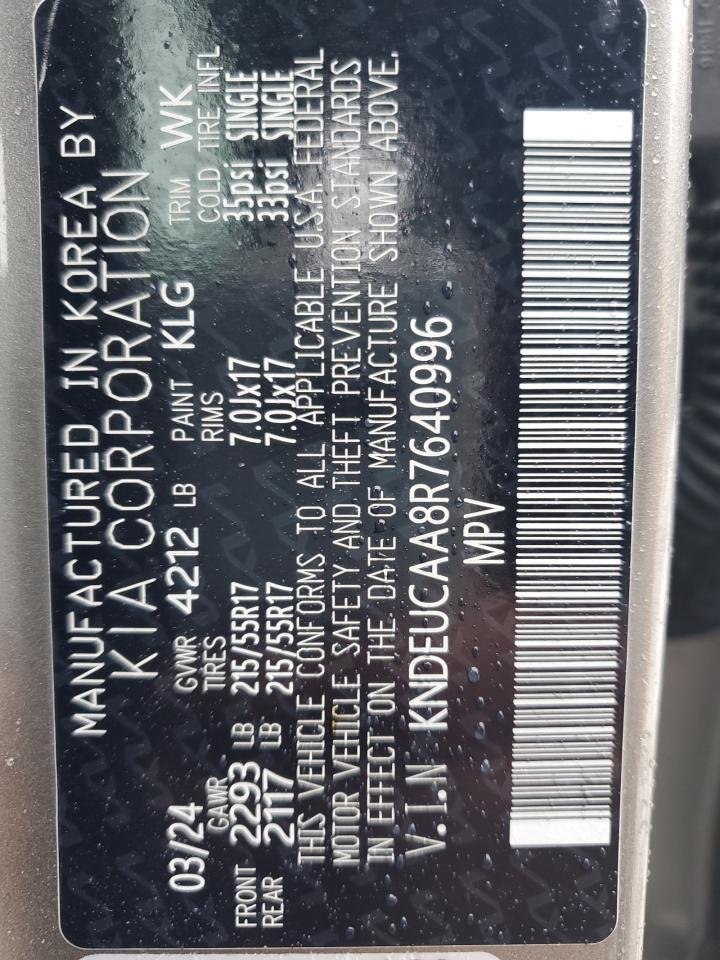 MANUFACTURED IN KOREA BY
KIA CORPORATION
03/24 GVWR 4212 LB PAINT KLG TRIM WK
GAWR TIRES RIMS COLD TIRE INFL
FRONT 2293 LB 215/55R17 7.0Jx17 35psi SINGLE
REAR 2117 LB 215/55R17 7.0Jx17 33psi SINGLE
THIS VEHICLE CONFORMS TO ALL APPLICABLE U.S.A. FEDERAL
MOTOR VEHICLE SAFETY AND THEFT PREVENTION STANDARDS
IN EFFECT ON THE DATE OF MANUFACTURE SHOWN ABOVE.
V.I.N KNDEUCAA8R7640996
MPV